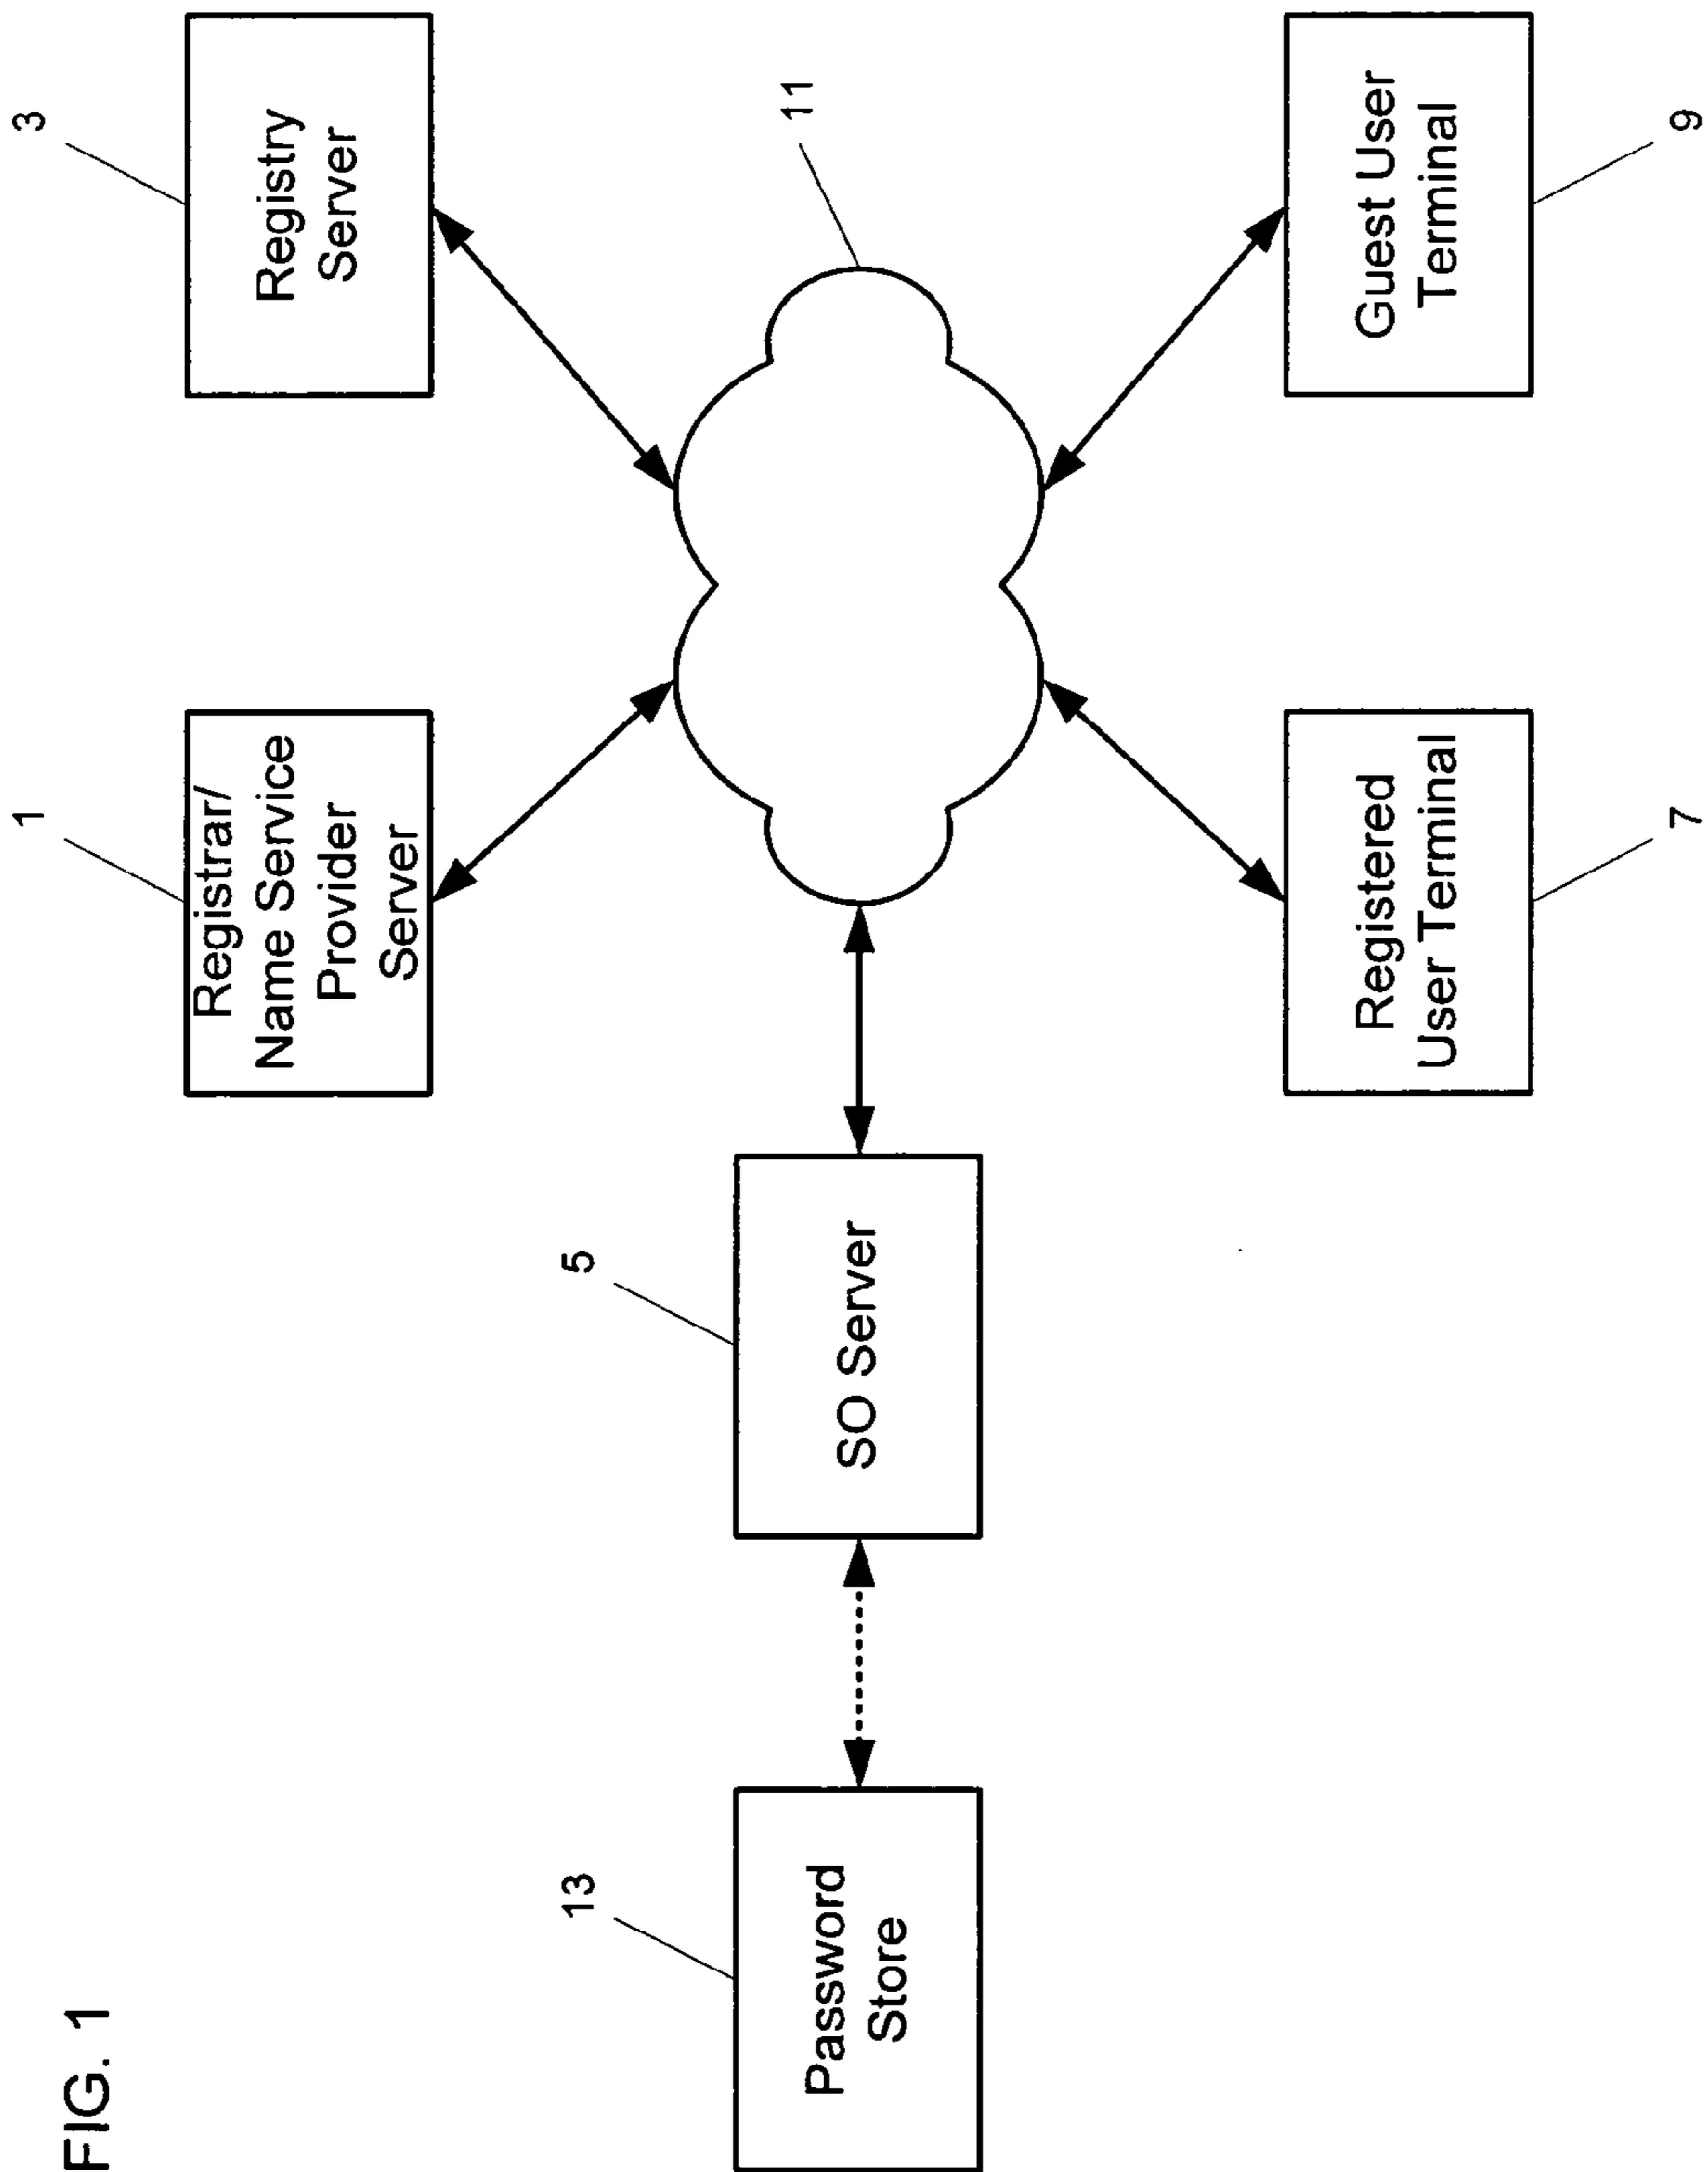 FIG. 1
1
Registrar/
Name Service
Provider
Server
3
Registry
Server
13
Password
Store
5
SO Server
11
7
Registered
User Terminal
9
Guest User
Terminal